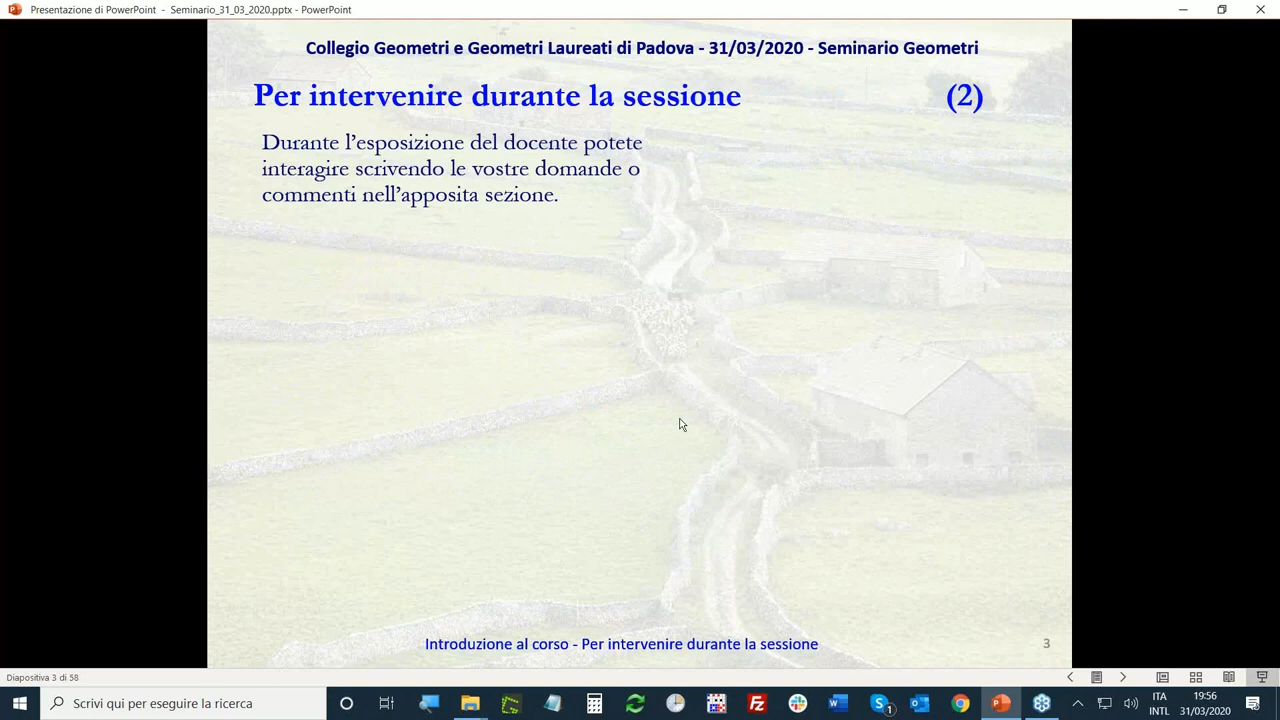 Presentazione di PowerPoint - Seminario_31_03_2020.pptx - PowerPoint
Collegio Geometri e Geometri Laureati di Padova - 31/03/2020 - Seminario Geometri
Per intervenire durante la sessione (2)
Durante l’esposizione del docente potete
interagire scrivendo le vostre domande o
commenti nell’apposita sezione.
Introduzione al corso - Per intervenire durante la sessione 3
Diapositiva 3 di 58
Scrivi qui per eseguire la ricerca
1
ITA
INTL
19:56
31/03/2020